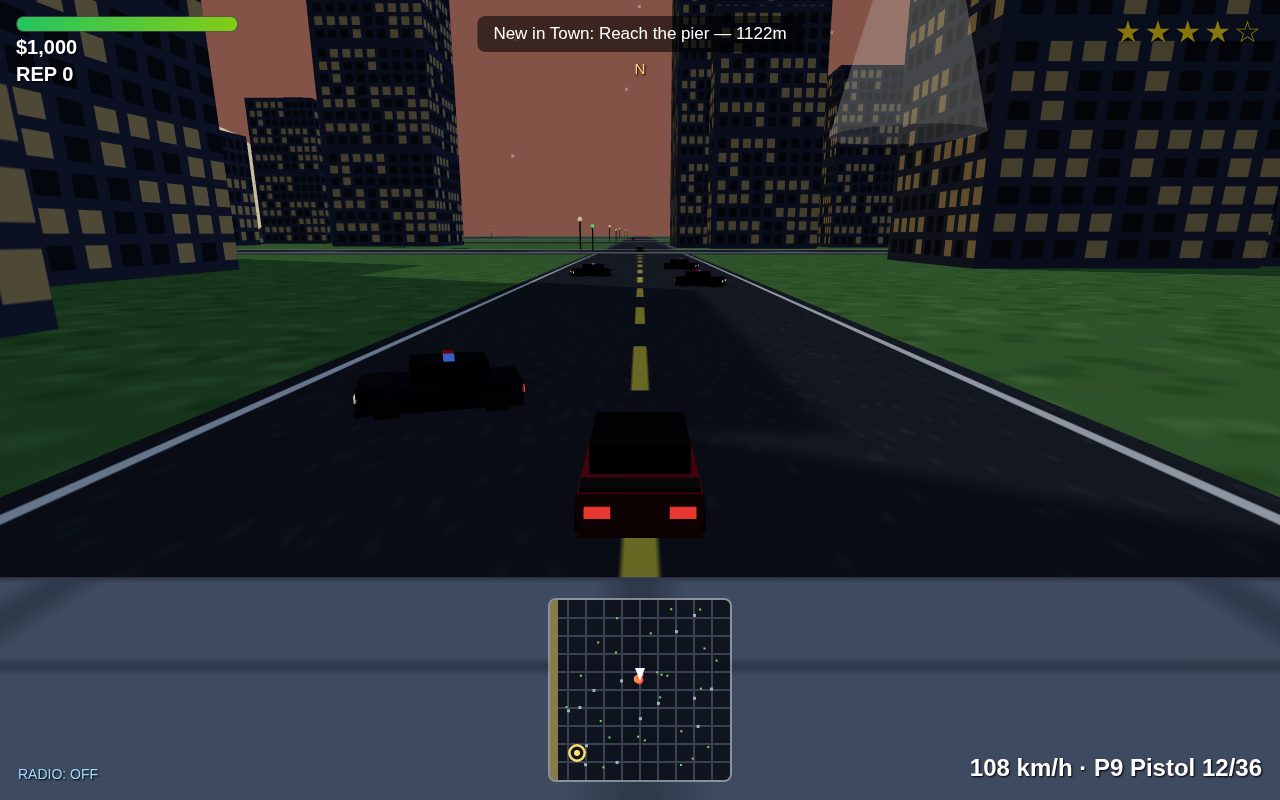 New in Town: Reach the pier — 1122m
$1,000
REP 0
N
RADIO: OFF
108 km/h · P9 Pistol 12/36